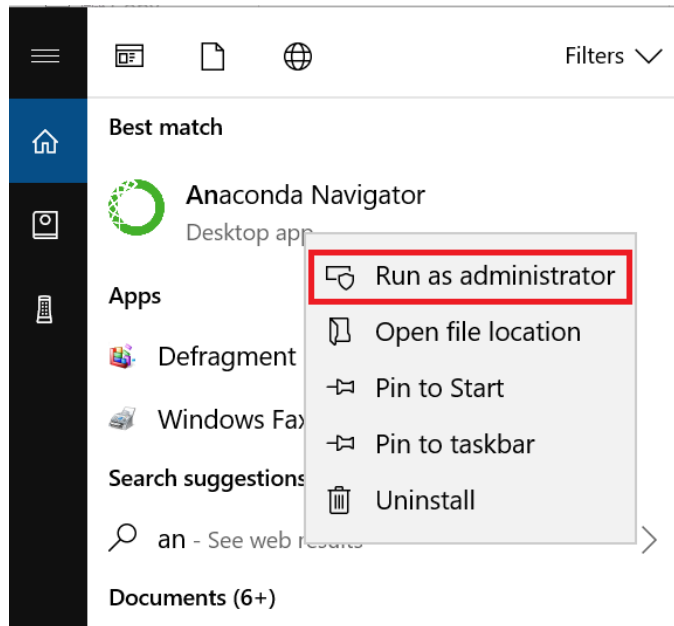 Filters
Best match
Anaconda Navigator
Desktop app
Run as administrator
Apps
Open file location
Defragment
Pin to Start
Windows Fax
Pin to taskbar
Search suggestions
Uninstall
an - See web results
Documents (6+)